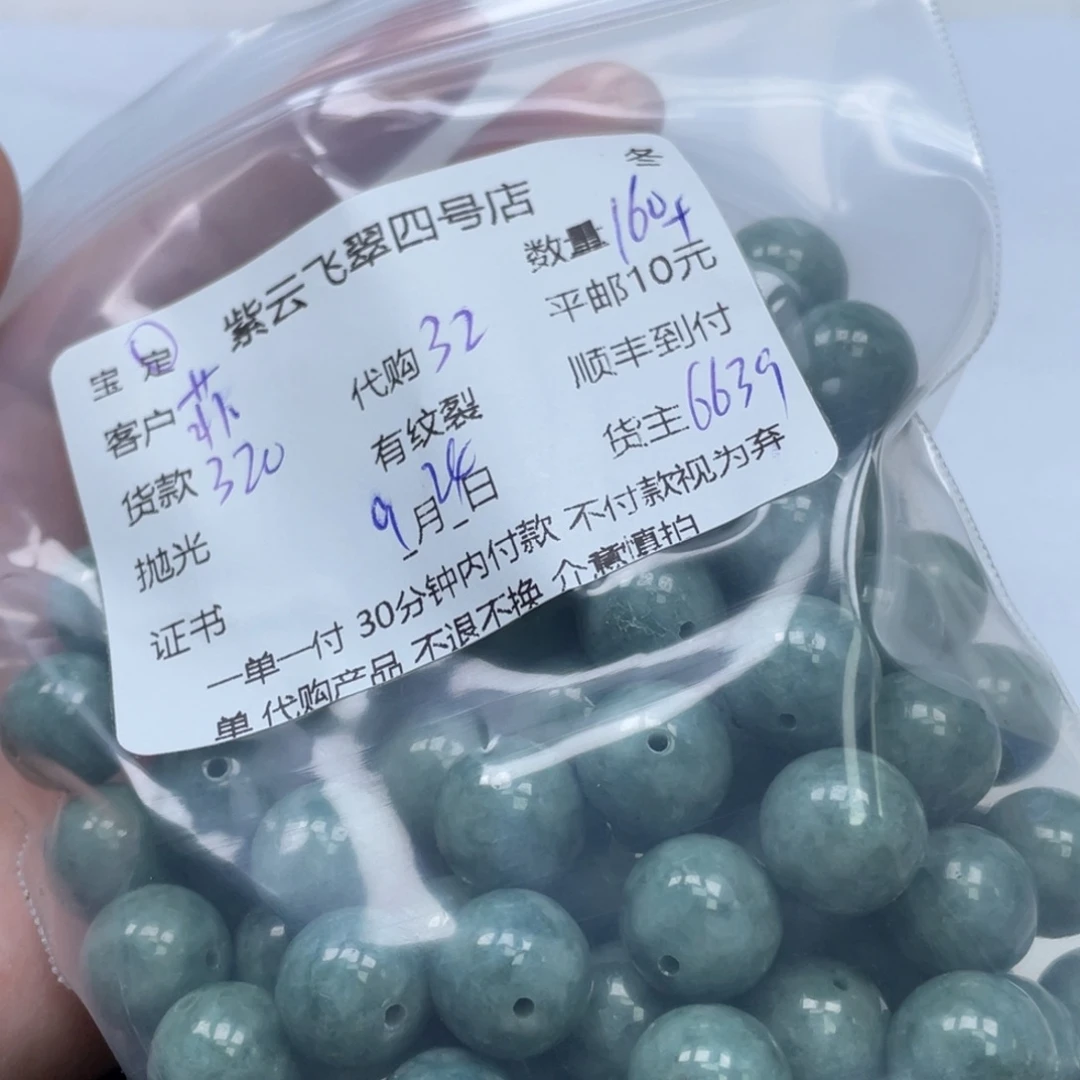 冬
紫云飞翠四号店
宝 定 数量160+
客户菲 代购32 平邮10元
货款320 有纹裂 顺丰到付
抛光 9月24日 货主6639
证书
一单一付 30分钟内付款 不付款视为弃
单 代购产品 不退不换 介意慎拍